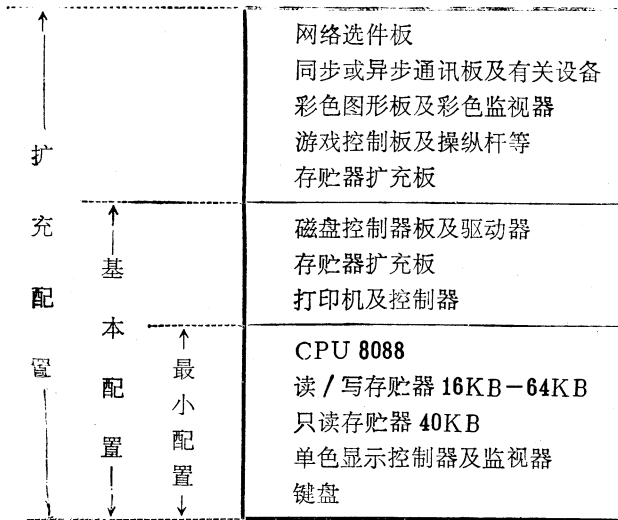 网络选件板
同步或异步通讯板及有关设备
彩色图形板及彩色监视器
游戏控制板及操纵杆等
存贮器扩充板
磁盘控制器板及驱动器
存贮器扩充板
打印机及控制器
CPU 8088
读/写存贮器 16KB-64KB
只读存贮器 40KB
单色显示控制器及监视器
键盘
扩充配置
基本配置
最小配置